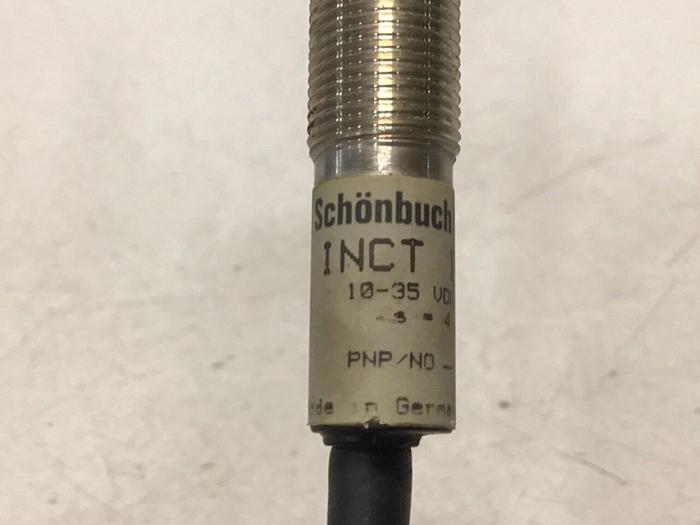 Schönbuch
INCT
10-35 VD
PNP/NO
in Germa